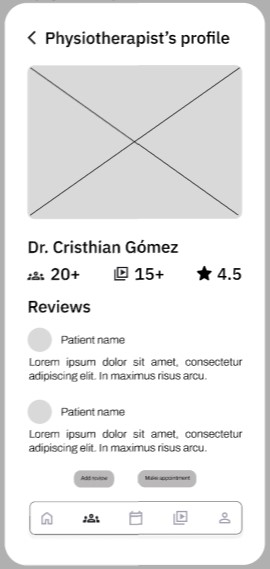 Physiotherapist's profile
Dr. Cristhian Gómez
20+ 15+ 4.5
Reviews
Patient name
Lorem ipsum dolor sit amet, consectetur
adipiscing elit. In maximus risus arcu.
Patient name
Lorem ipsum dolor sit amet, consectetur
adipiscing elit. In maximus risus arcu.
Add review Make appointment